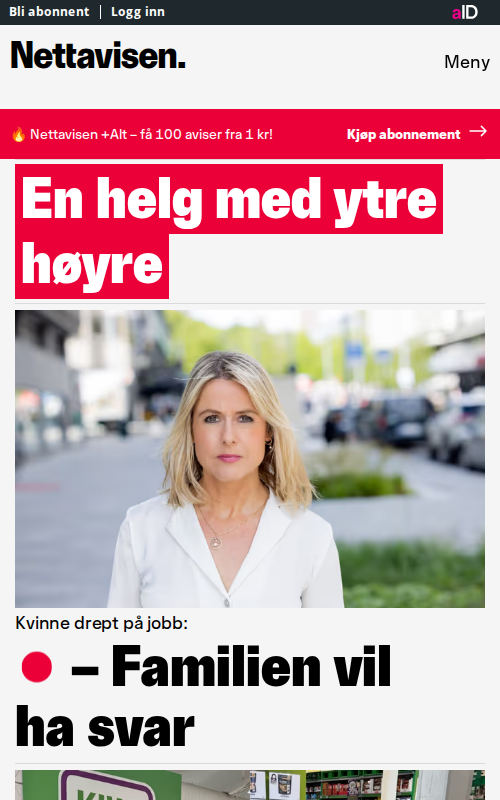 Bli abonnent Logg inn aID
Nettavisen.
Meny
🔥 Nettavisen +Alt – få 100 aviser fra 1 kr! Kjøp abonnement →
En helg med ytre
høyre
Kvinne drept på jobb:
– Familien vil
ha svar